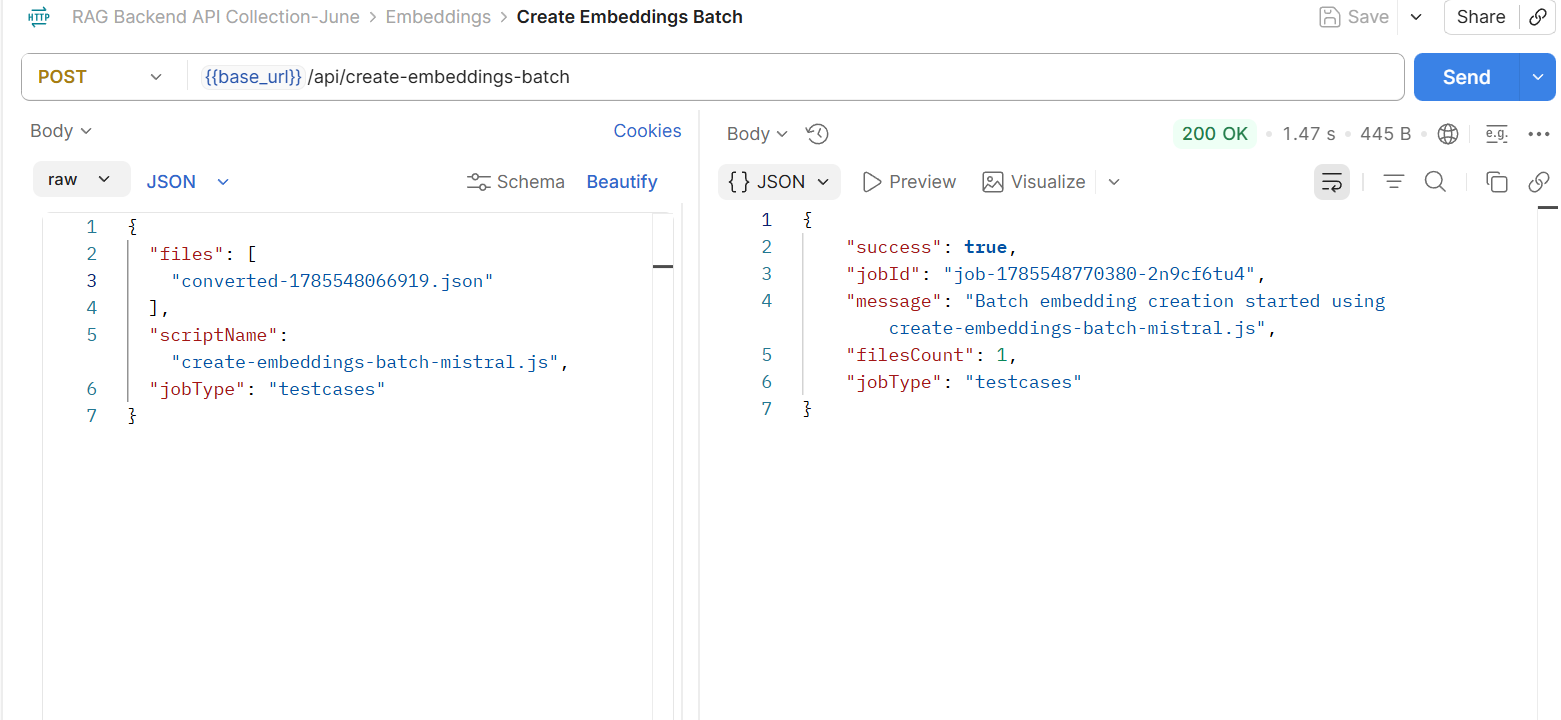 HTTP RAG Backend API Collection-June > Embeddings > Create Embeddings Batch Save Share
POST {{base_url}} /api/create-embeddings-batch Send
Body Cookies
raw JSON Schema Beautify
1 {
2 "files": [
3 "converted-1785548066919.json"
4 ],
5 "scriptName":
"create-embeddings-batch-mistral.js",
6 "jobType": "testcases"
7 }
Body 200 OK • 1.47 s • 445 B • e.g.
{} JSON Preview Visualize
1 {
2 "success": true,
3 "jobId": "job-1785548770380-2n9cf6tu4",
4 "message": "Batch embedding creation started using
create-embeddings-batch-mistral.js",
5 "filesCount": 1,
6 "jobType": "testcases"
7 }